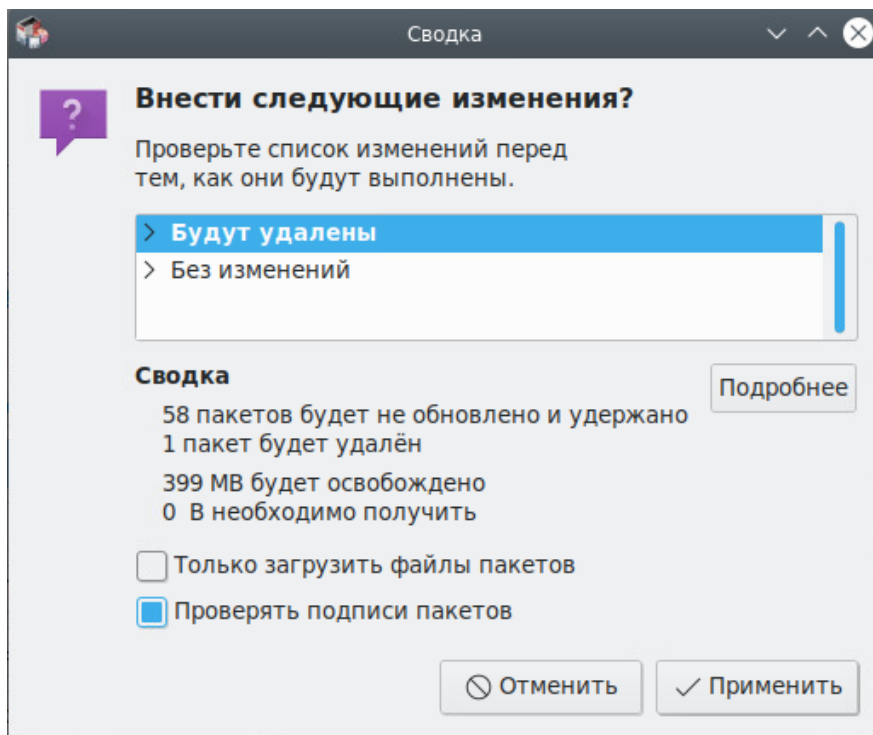 Сводка
Внести следующие изменения?
Проверьте список изменений перед
тем, как они будут выполнены.
Будут удалены
Без изменений
Сводка
Подробнее
58 пакетов будет не обновлено и удержано
1 пакет будет удалён
399 MB будет освобождено
0 B необходимо получить
Только загрузить файлы пакетов
Проверять подписи пакетов
Отменить
Применить